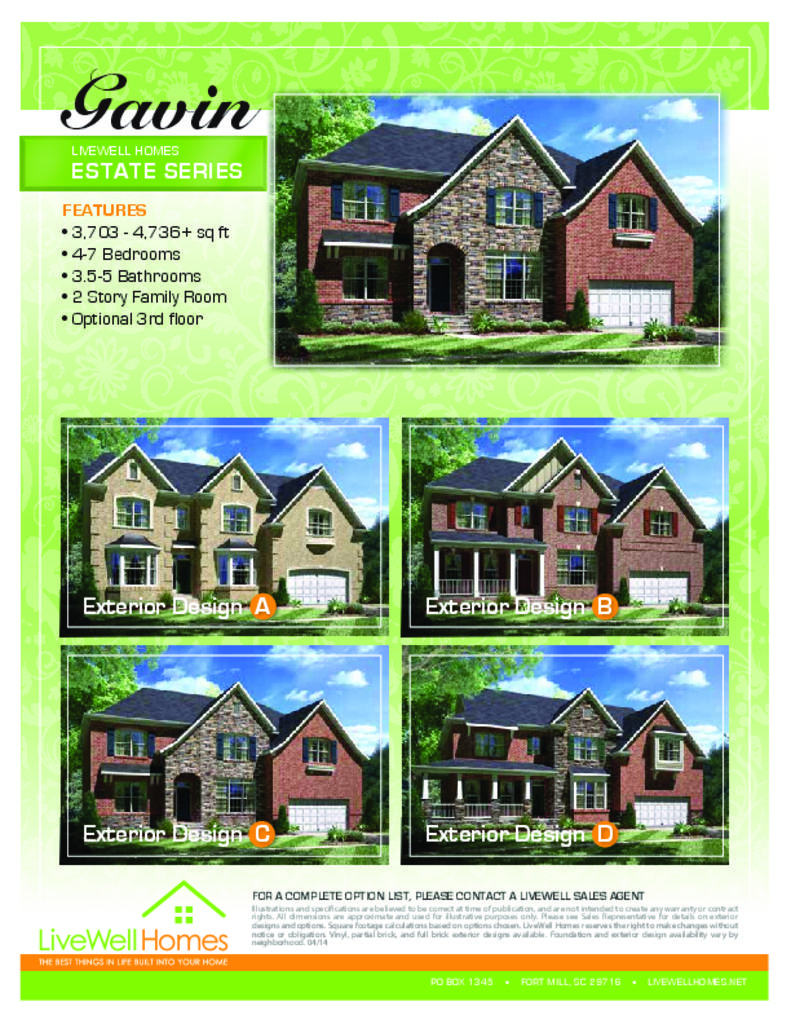 Gavin
LIVEWELL HOMES
ESTATE SERIES
FEATURES
• 3,703 - 4,736+ sq ft
• 4-7 Bedrooms
• 3.5-5 Bathrooms
• 2 Story Family Room
• Optional 3rd floor
Exterior Design A
Exterior Design B
Exterior Design C
Exterior Design D
FOR A COMPLETE OPTION LIST, PLEASE CONTACT A LIVEWELL SALES AGENT
Illustrations and specifications are believed to be correct at time of publication, and are not intended to create any warranty or contract
rights. All dimensions are approximate and used for illustrative purposes only. Please see Sales Representative for details on exterior
designs and options. Square footage calculations based on options chosen. LiveWell Homes reserves the right to make changes without
notice or obligation. Vinyl, partial brick, and full brick exterior designs available. Foundation and exterior design availability vary by
neighborhood. 04/14
LiveWell Homes
THE BEST THINGS IN LIFE BUILT INTO YOUR HOME
PO BOX 1345 • FORT MILL, SC 29716 • LIVEWELLHOMES.NET